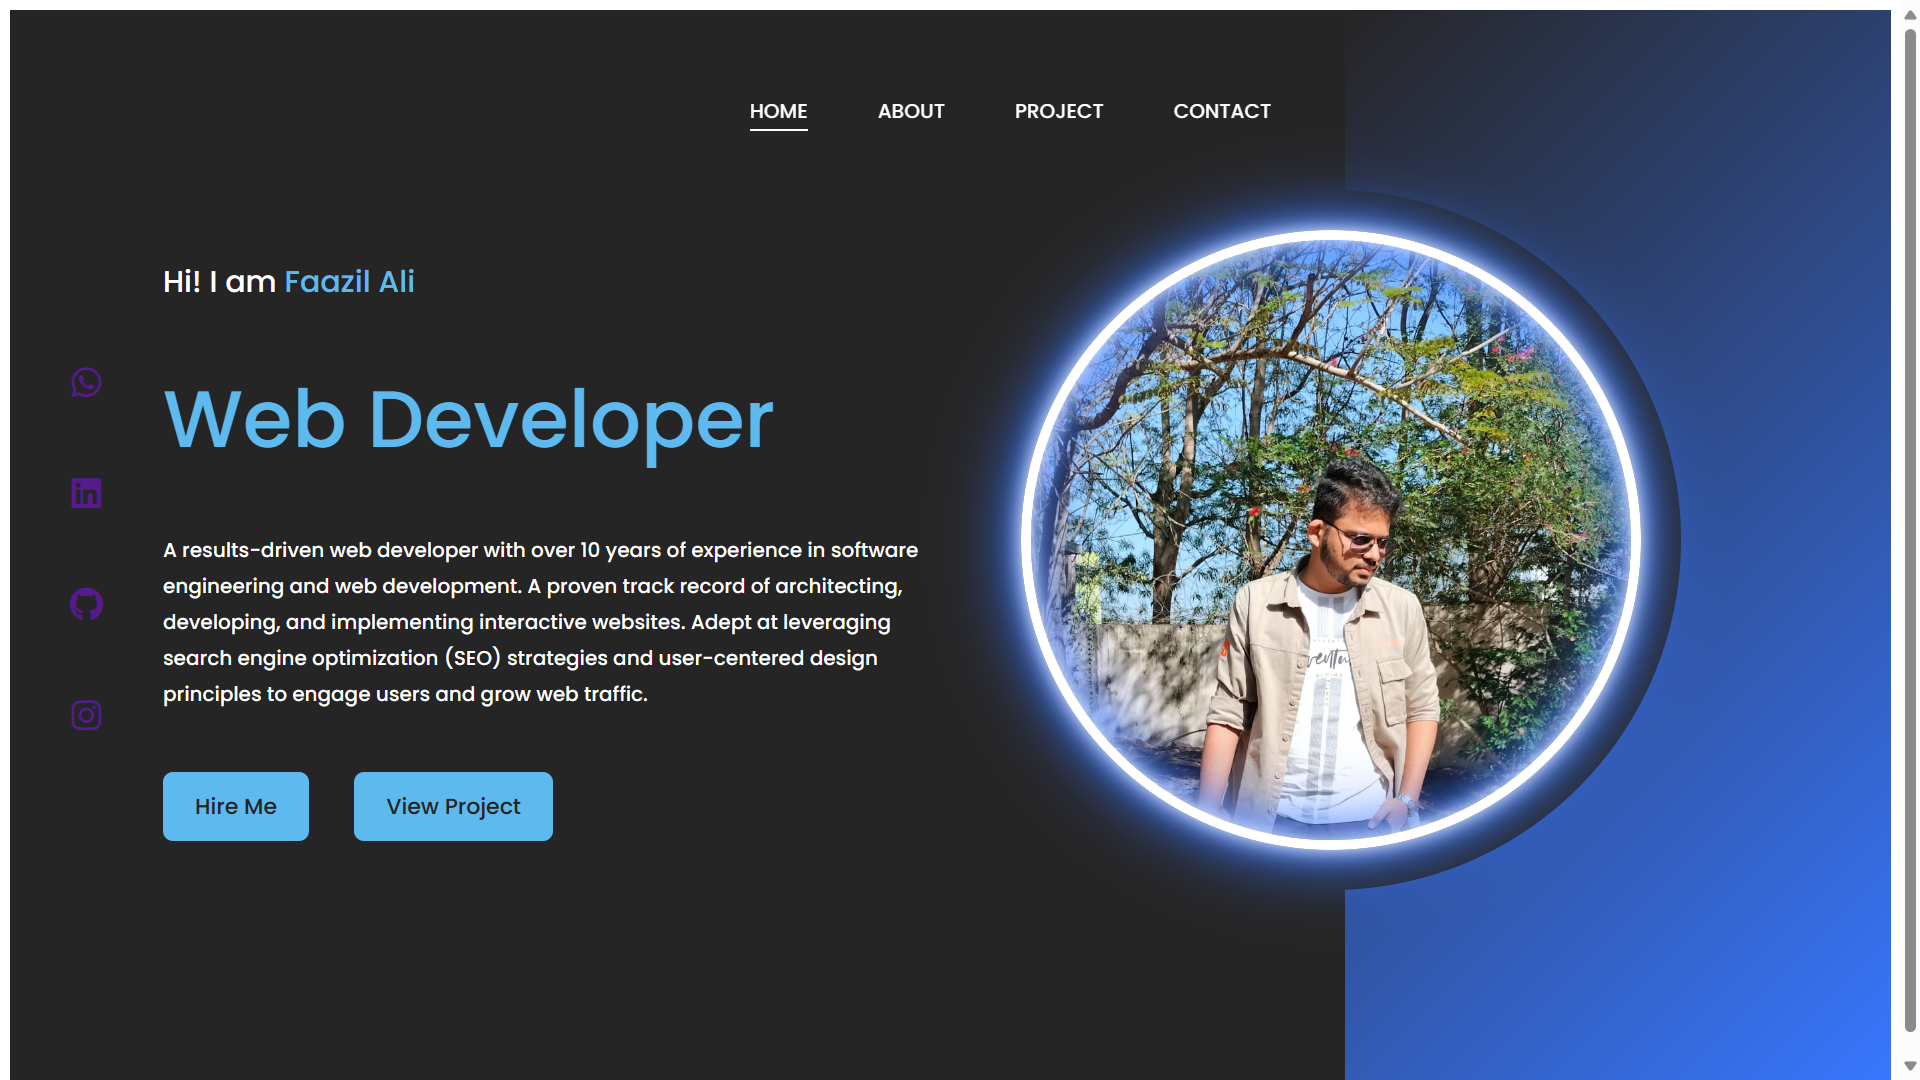 HOME ABOUT PROJECT CONTACT
Hi! I am Faazil Ali
Web Developer
A results-driven web developer with over 10 years of experience in software
engineering and web development. A proven track record of architecting,
developing, and implementing interactive websites. Adept at leveraging
search engine optimization (SEO) strategies and user-centered design
principles to engage users and grow web traffic.
Hire Me View Project